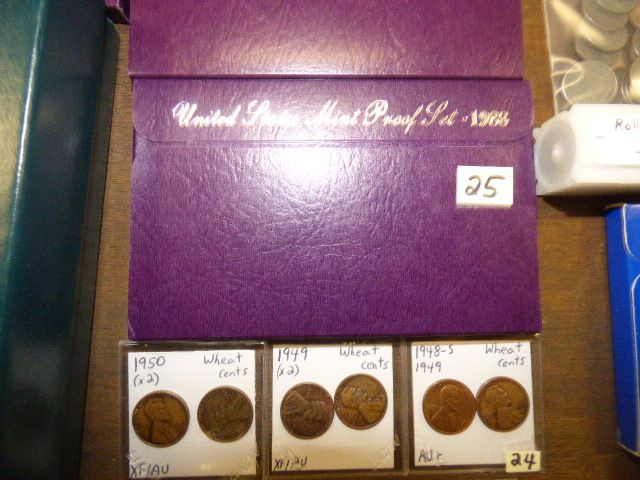 United States Mint Proof Set • 1984
25
Roll
1950
(x2)
Wheat
cents
XF/AU
1949
(x2)
Wheat
cents
XF/AU
1948-S
1949
Wheat
cents
AU+
24